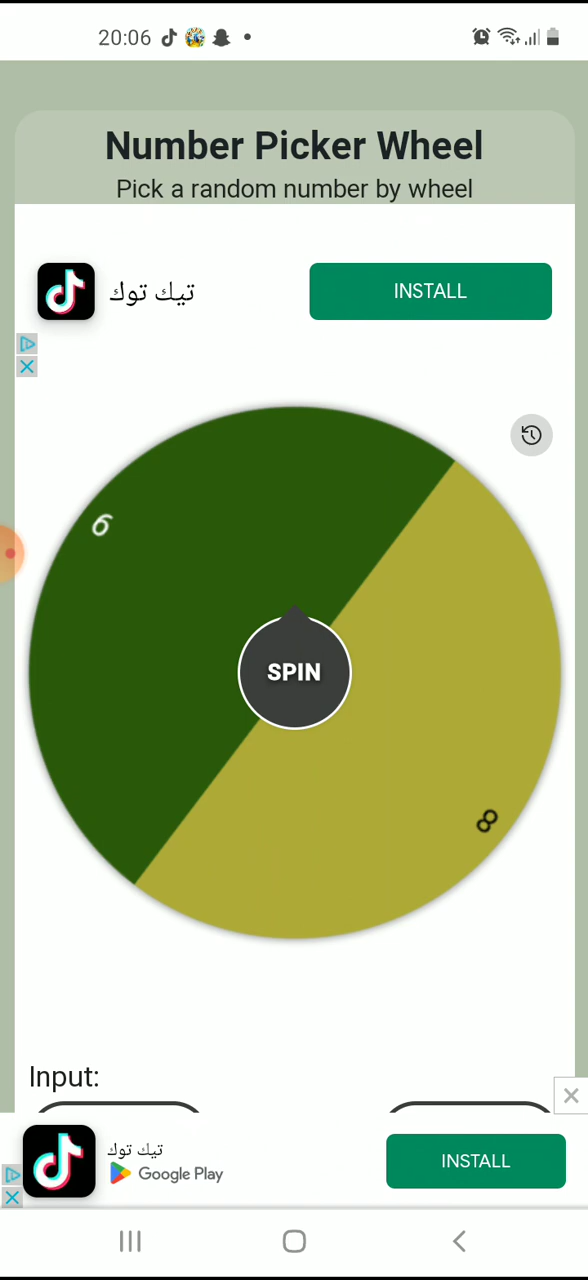 20:06
Number Picker Wheel
Pick a random number by wheel
تيك توك
INSTALL
9
SPIN
8
Input:
تيك توك
Google Play
INSTALL